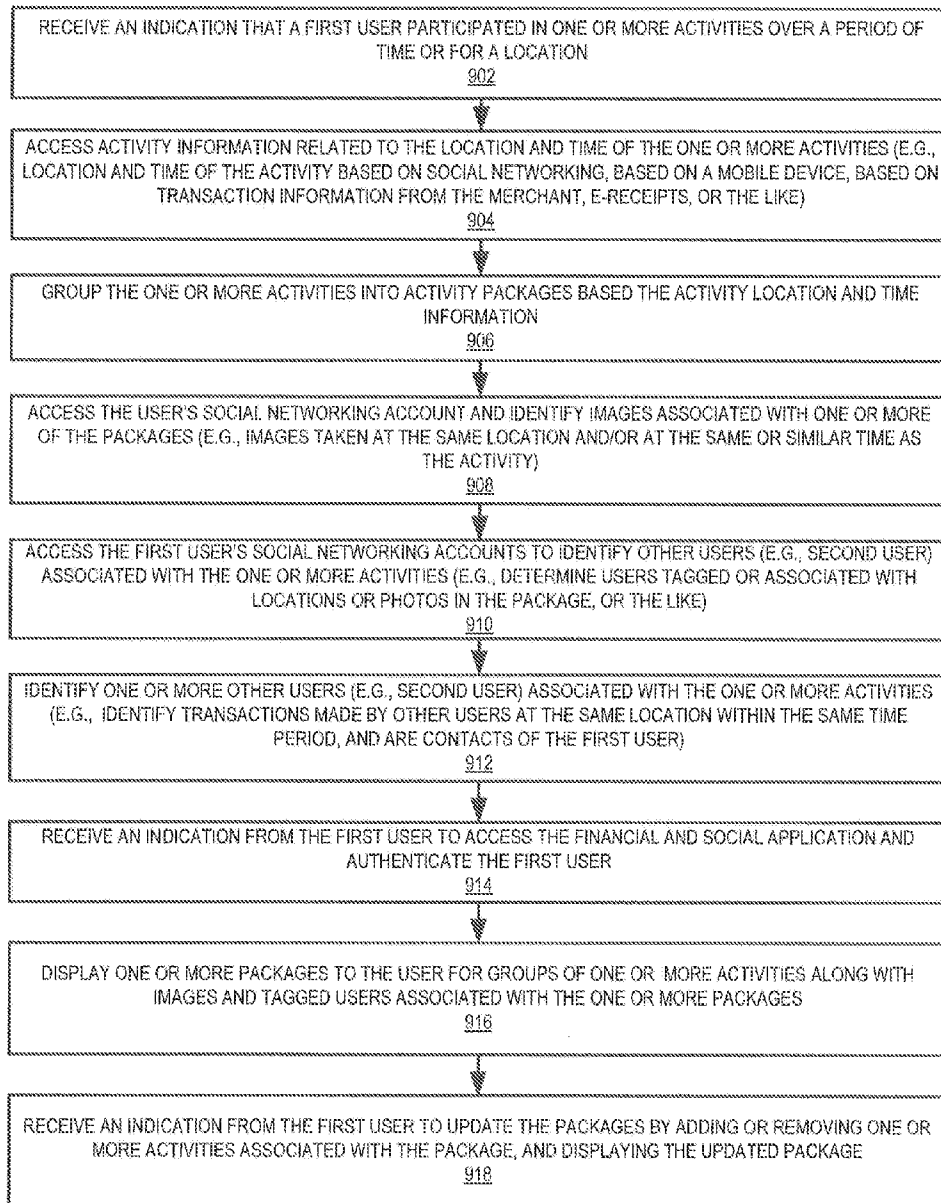 RECEIVE AN INDICATION THAT A FIRST USER PARTICIPATED IN ONE OR MORE ACTIVITIES OVER A PERIOD OF
TIME OR FOR A LOCATION
902
ACCESS ACTIVITY INFORMATION RELATED TO THE LOCATION AND TIME OF THE ONE OR MORE ACTIVITIES (E.G.,
LOCATION AND TIME OF THE ACTIVITY BASED ON SOCIAL NETWORKING, BASED ON A MOBILE DEVICE, BASED ON
TRANSACTION INFORMATION FROM THE MERCHANT, E-RECEIPTS, OR THE LIKE)
904
GROUP THE ONE OR MORE ACTIVITIES INTO ACTIVITY PACKAGES BASED THE ACTIVITY LOCATION AND TIME
INFORMATION
906
ACCESS THE USER'S SOCIAL NETWORKING ACCOUNT AND IDENTIFY IMAGES ASSOCIATED WITH ONE OR MORE
OF THE PACKAGES (E.G., IMAGES TAKEN AT THE SAME LOCATION AND/OR AT THE SAME OR SIMILAR TIME AS
THE ACTIVITY)
908
ACCESS THE FIRST USER'S SOCIAL NETWORKING ACCOUNTS TO IDENTIFY OTHER USERS (E.G., SECOND USER)
ASSOCIATED WITH THE ONE OR MORE ACTIVITIES (E.G., DETERMINE USERS TAGGED OR ASSOCIATED WITH
LOCATIONS OR PHOTOS IN THE PACKAGE, OR THE LIKE)
910
IDENTIFY ONE OR MORE OTHER USERS (E.G., SECOND USER) ASSOCIATED WITH THE ONE OR MORE ACTIVITIES
(E.G., IDENTIFY TRANSACTIONS MADE BY OTHER USERS AT THE SAME LOCATION WITHIN THE SAME TIME
PERIOD, AND ARE CONTACTS OF THE FIRST USER)
912
RECEIVE AN INDICATION FROM THE FIRST USER TO ACCESS THE FINANCIAL AND SOCIAL APPLICATION AND
AUTHENTICATE THE FIRST USER
914
DISPLAY ONE OR MORE PACKAGES TO THE USER FOR GROUPS OF ONE OR MORE ACTIVITIES ALONG WITH
IMAGES AND TAGGED USERS ASSOCIATED WITH THE ONE OR MORE PACKAGES
916
RECEIVE AN INDICATION FROM THE FIRST USER TO UPDATE THE PACKAGES BY ADDING OR REMOVING ONE OR
MORE ACTIVITIES ASSOCIATED WITH THE PACKAGE, AND DISPLAYING THE UPDATED PACKAGE
918